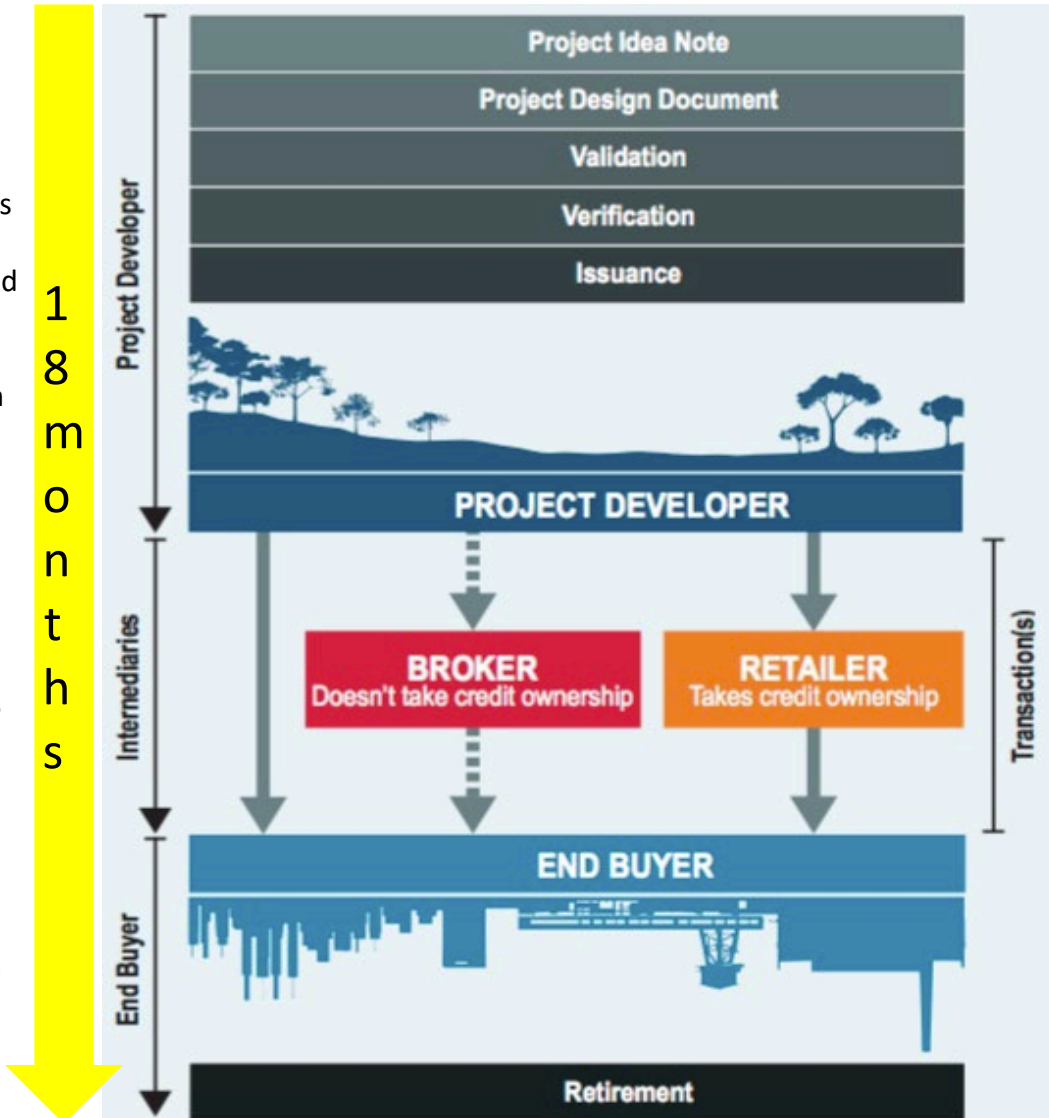 s
d
1
8
m
o
n
t
h
s
Project Developer
Project Idea Note
Project Design Document
Validation
Verification
Issuance
PROJECT DEVELOPER
Internediaries
BROKER
Doesn't take credit ownership
RETAILER
Takes credit ownership
Transaction(s)
End Buyer
END BUYER
Retirement